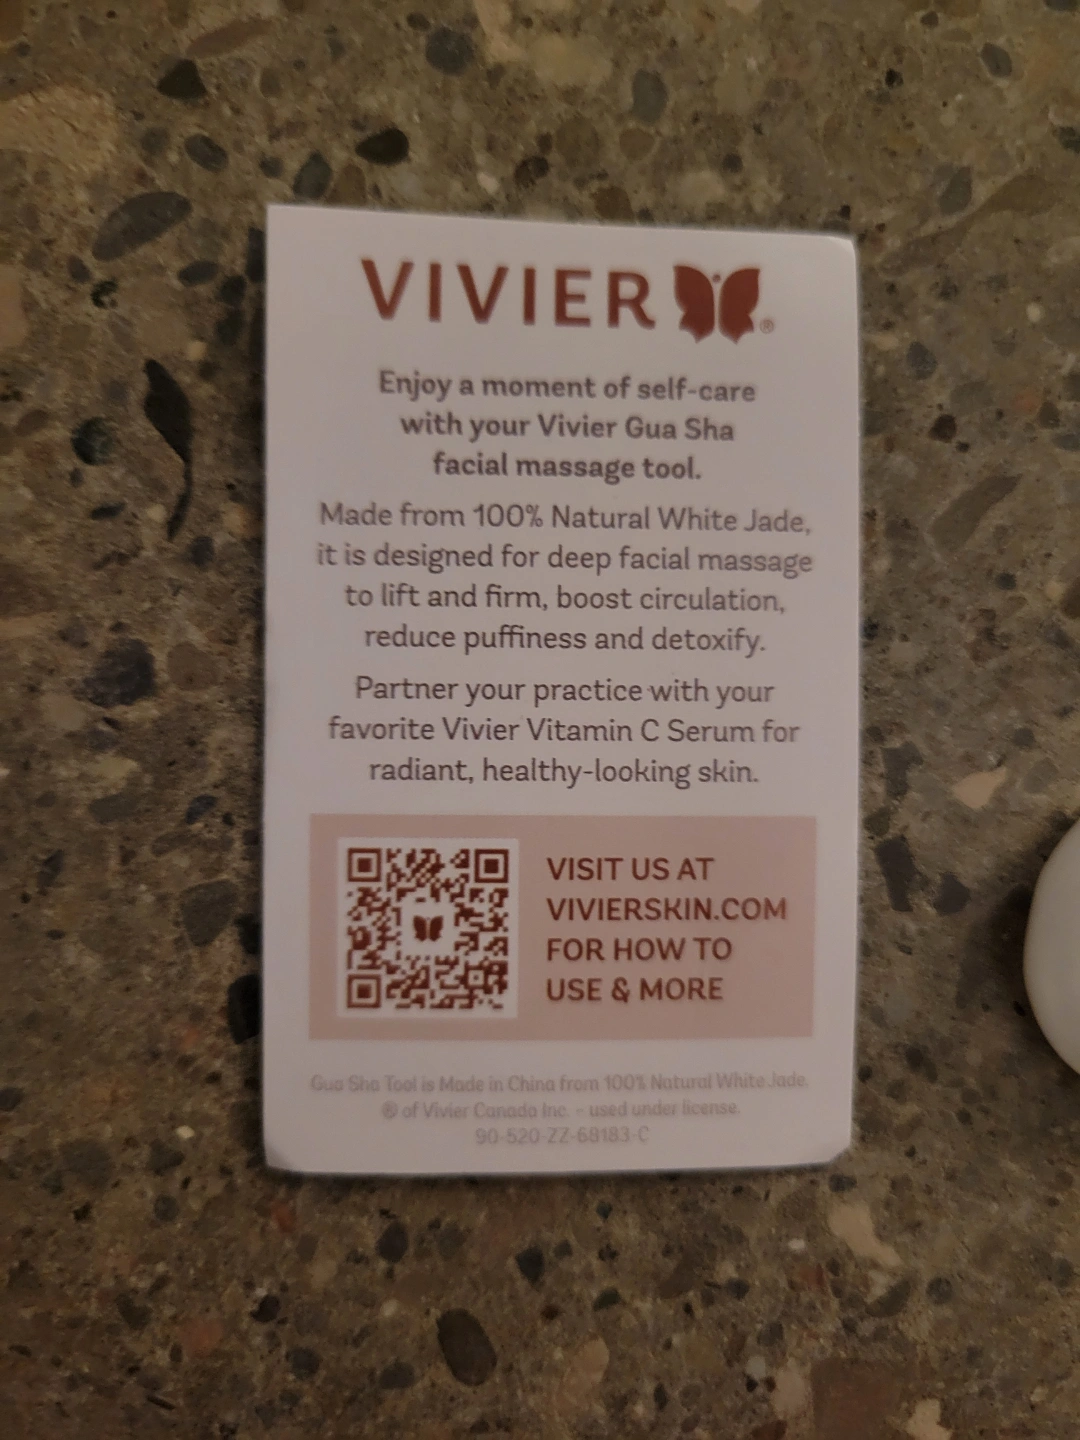 VIVIER ®
Enjoy a moment of self-care
with your Vivier Gua Sha
facial massage tool.
Made from 100% Natural White Jade,
it is designed for deep facial massage
to lift and firm, boost circulation,
reduce puffiness and detoxify.
Partner your practice with your
favorite Vivier Vitamin C Serum for
radiant, healthy-looking skin.
VISIT US AT
VIVIERSKIN.COM
FOR HOW TO
USE & MORE
Gua Sha Tool is Made in China from 100% Natural White Jade.
® of Vivier Canada Inc. - used under license.
90-520-ZZ-68183-C